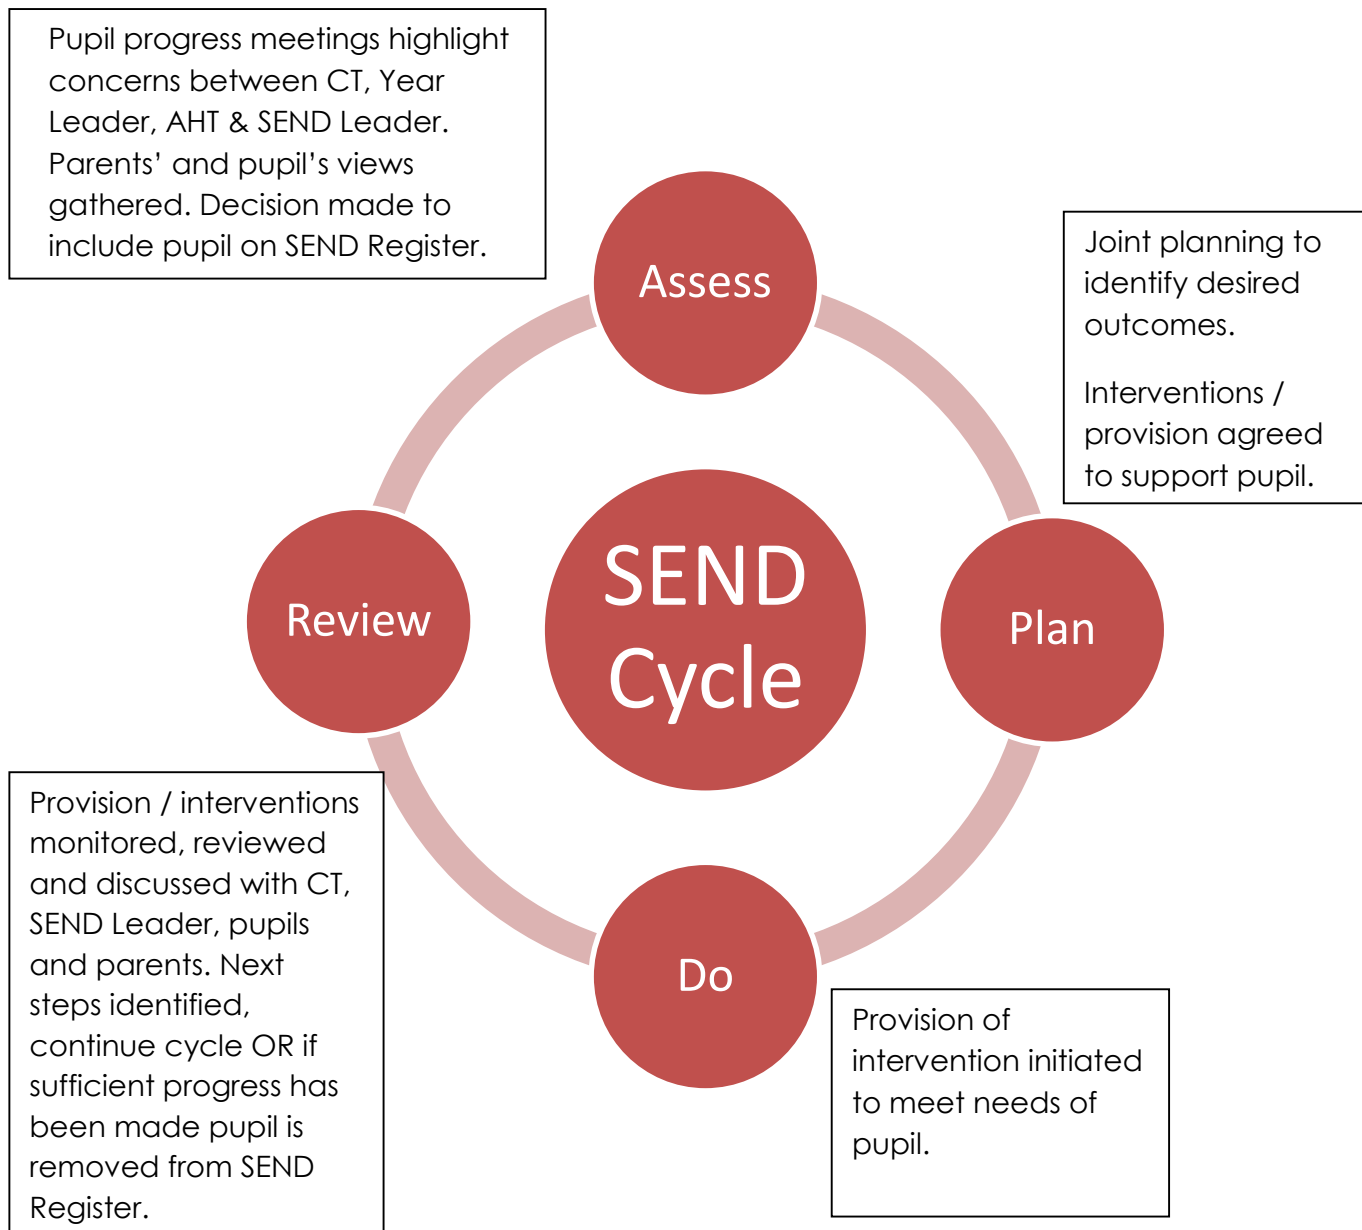 Pupil progress meetings highlight
concerns between CT, Year
Leader, AHT & SEND Leader.
Parents’ and pupil’s views
gathered. Decision made to
include pupil on SEND Register.
Assess
Joint planning to
identify desired
outcomes.
Interventions /
provision agreed
to support pupil.
SEND
Cycle
Review
Plan
Provision / interventions
monitored, reviewed
and discussed with CT,
SEND Leader, pupils
and parents. Next
steps identified,
continue cycle OR if
sufficient progress has
been made pupil is
removed from SEND
Register.
Do
Provision of
intervention initiated
to meet needs of
pupil.